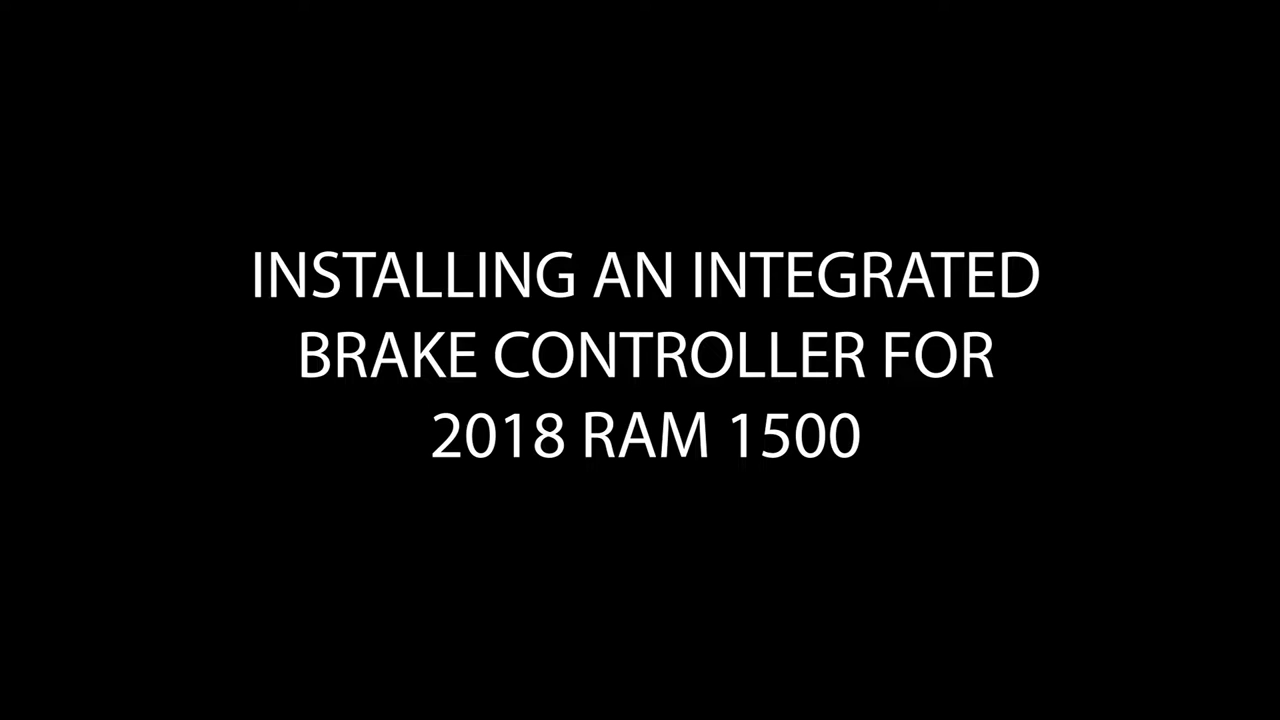 INSTALLING AN INTEGRATED
BRAKE CONTROLLER FOR
2018 RAM 1500